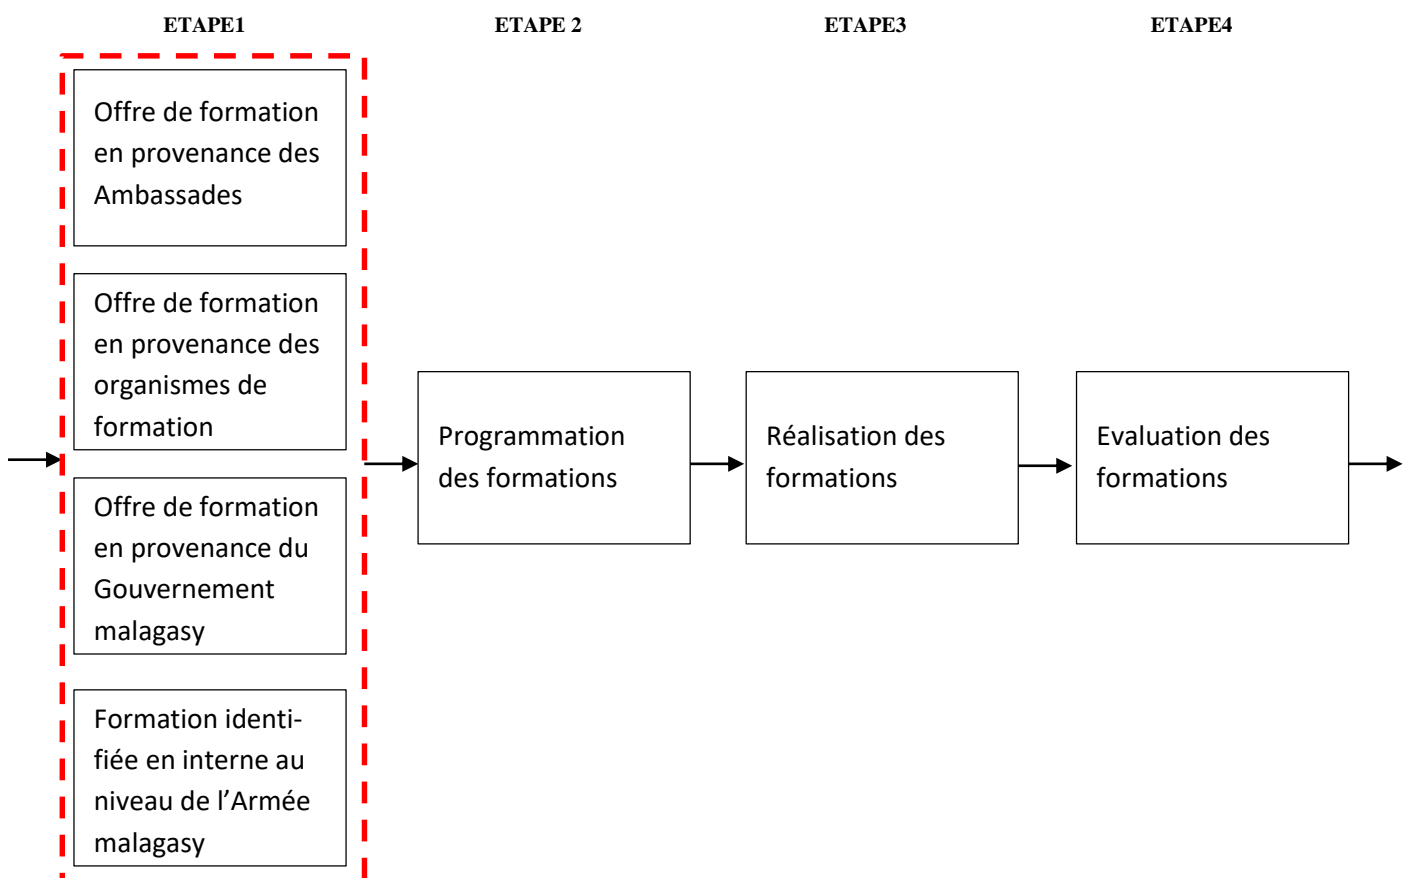 ETAPE1
ETAPE 2
ETAPE3
ETAPE4
Offre de formation
en provenance des
Ambassades
Offre de formation
en provenance des
organismes de
formation
Offre de formation
en provenance du
Gouvernement
malagasy
Formation identi-
fiée en interne au
niveau de l’Armée
malagasy
Programmation
des formations
Réalisation des
formations
Evaluation des
formations